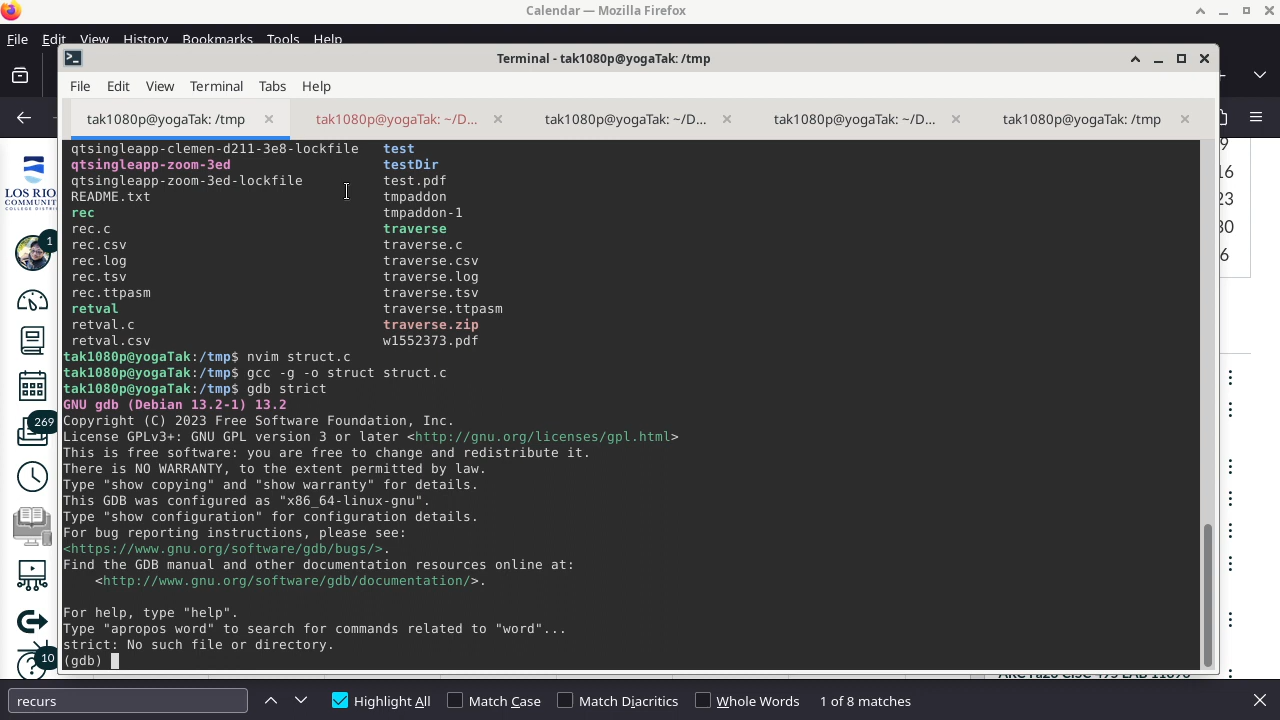 Calendar — Mozilla Firefox
File Edit View History Bookmarks Tools Help
Terminal - tak1080p@yogaTak: /tmp
File Edit View Terminal Tabs Help
tak1080p@yogaTak: /tmp tak1080p@yogaTak: ~/D... tak1080p@yogaTak: ~/D... tak1080p@yogaTak: ~/D... tak1080p@yogaTak: /tmp
qtsingleapp-clemen-d211-3e8-lockfile test
qtsingleapp-zoom-3ed testDir
qtsingleapp-zoom-3ed-lockfile test.pdf
README.txt tmpaddon
rec tmpaddon-1
rec.c traverse
rec.csv traverse.c
rec.log traverse.csv
rec.tsv traverse.log
rec.ttpasm traverse.tsv
retval traverse.ttpasm
retval.c traverse.zip
retval.csv w1552373.pdf
tak1080p@yogaTak:/tmp$ nvim struct.c
tak1080p@yogaTak:/tmp$ gcc -g -o struct struct.c
tak1080p@yogaTak:/tmp$ gdb strict
GNU gdb (Debian 13.2-1) 13.2
Copyright (C) 2023 Free Software Foundation, Inc.
License GPLv3+: GNU GPL version 3 or later <http://gnu.org/licenses/gpl.html>
This is free software: you are free to change and redistribute it.
There is NO WARRANTY, to the extent permitted by law.
Type "show copying" and "show warranty" for details.
This GDB was configured as "x86_64-linux-gnu".
Type "show configuration" for configuration details.
For bug reporting instructions, please see:
<https://www.gnu.org/software/gdb/bugs/>.
Find the GDB manual and other documentation resources online at:
<http://www.gnu.org/software/gdb/documentation/>.
For help, type "help".
Type "apropos word" to search for commands related to "word"...
strict: No such file or directory.
(gdb)
LOS RIO
1
269
10
9
16
23
30
6
recurs Highlight All Match Case Match Diacritics Whole Words 1 of 8 matches